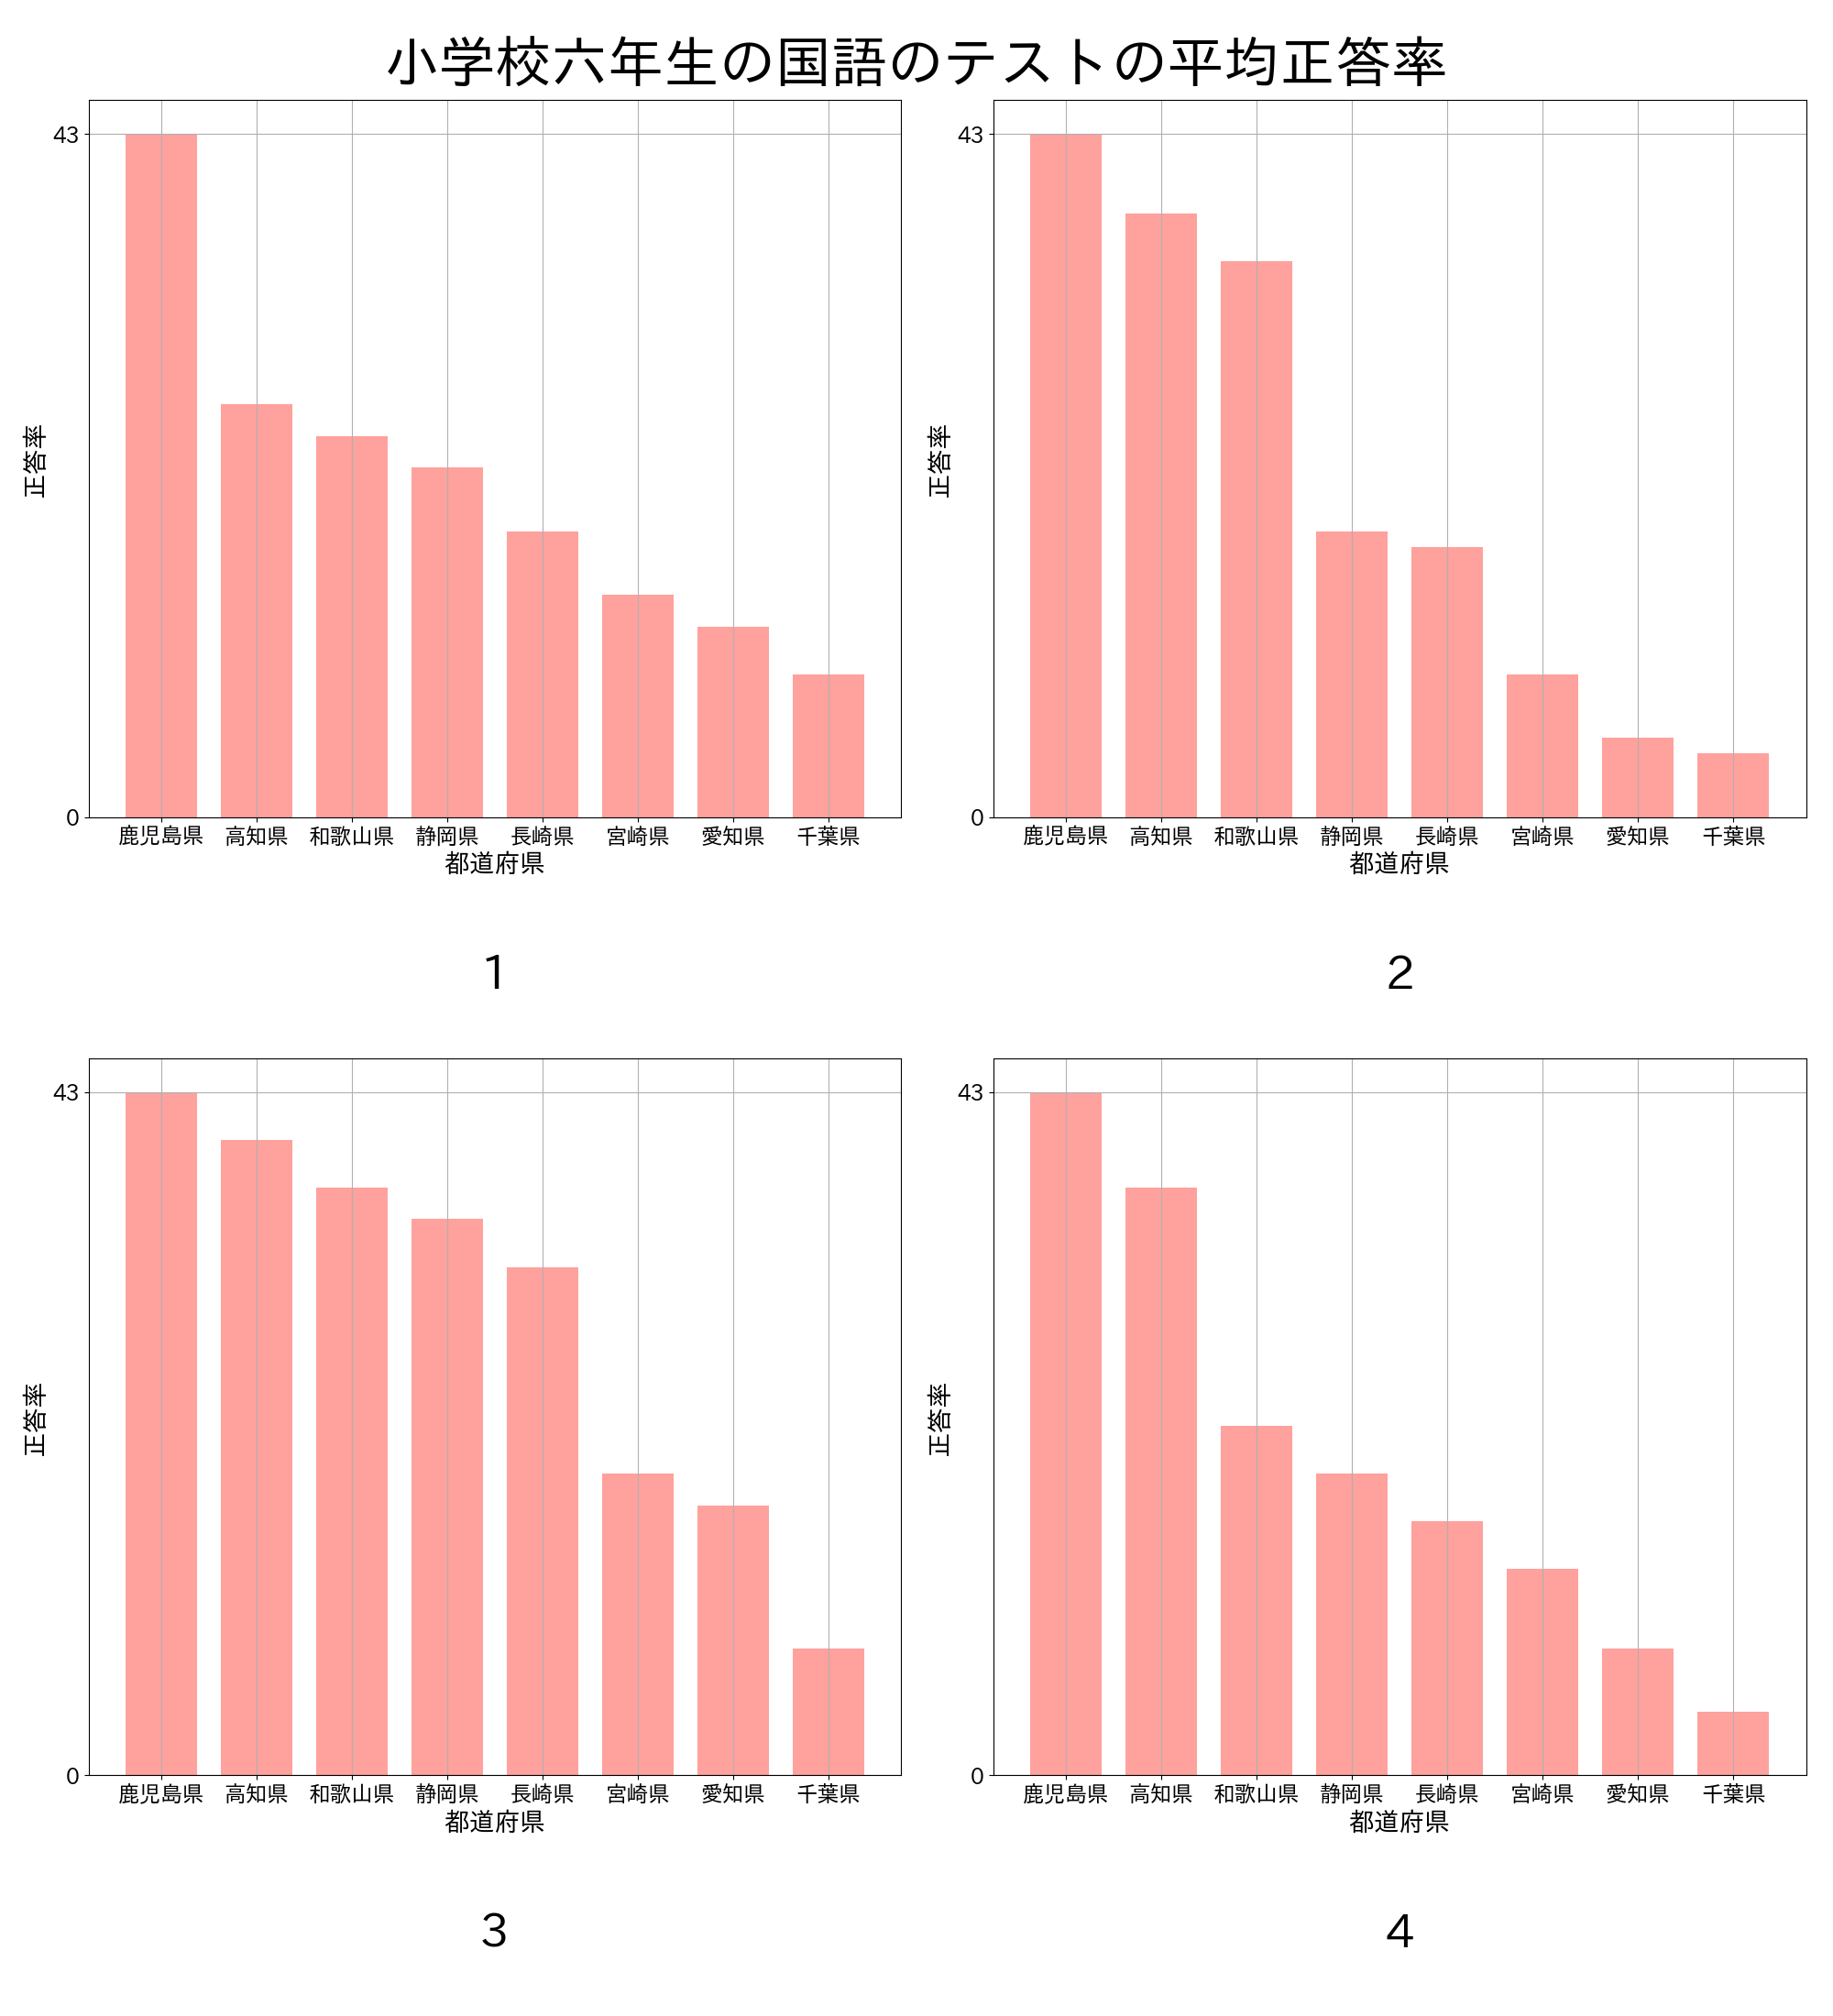 小学校六年生の国語のテストの平均正答率
43
0
正答率
鹿児島県 高知県 和歌山県 静岡県 長崎県 宮崎県 愛知県 千葉県
都道府県
1
43
0
正答率
鹿児島県 高知県 和歌山県 静岡県 長崎県 宮崎県 愛知県 千葉県
都道府県
2
43
0
正答率
鹿児島県 高知県 和歌山県 静岡県 長崎県 宮崎県 愛知県 千葉県
都道府県
3
43
0
正答率
鹿児島県 高知県 和歌山県 静岡県 長崎県 宮崎県 愛知県 千葉県
都道府県
4